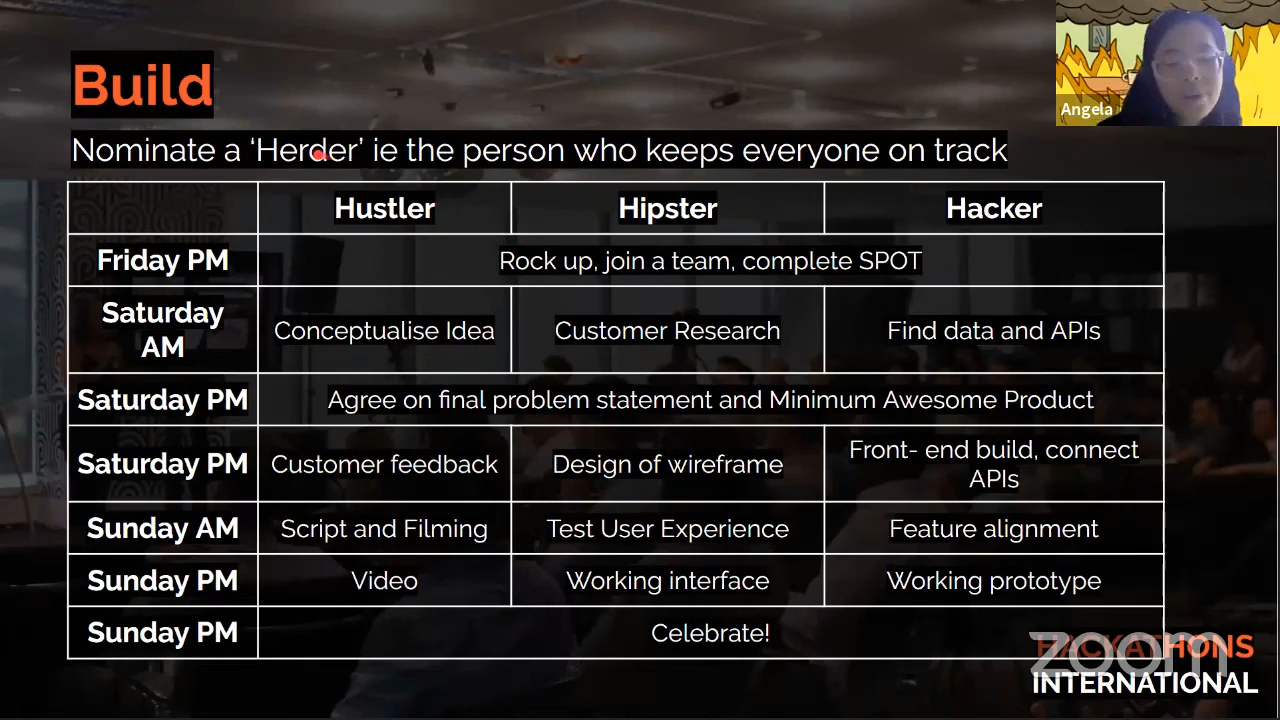 Build
Angela
Nominate a ‘Herder’ ie the person who keeps everyone on track
Hustler Hipster Hacker
Friday PM Rock up, join a team, complete SPOT
Saturday
AM
Conceptualise Idea Customer Research Find data and APIs
Saturday PM Agree on final problem statement and Minimum Awesome Product
Saturday PM Customer feedback Design of wireframe Front- end build, connect
APIs
Sunday AM Script and Filming Test User Experience Feature alignment
Sunday PM Video Working interface Working prototype
Sunday PM Celebrate!
HACKATHONS
zoom
INTERNATIONAL